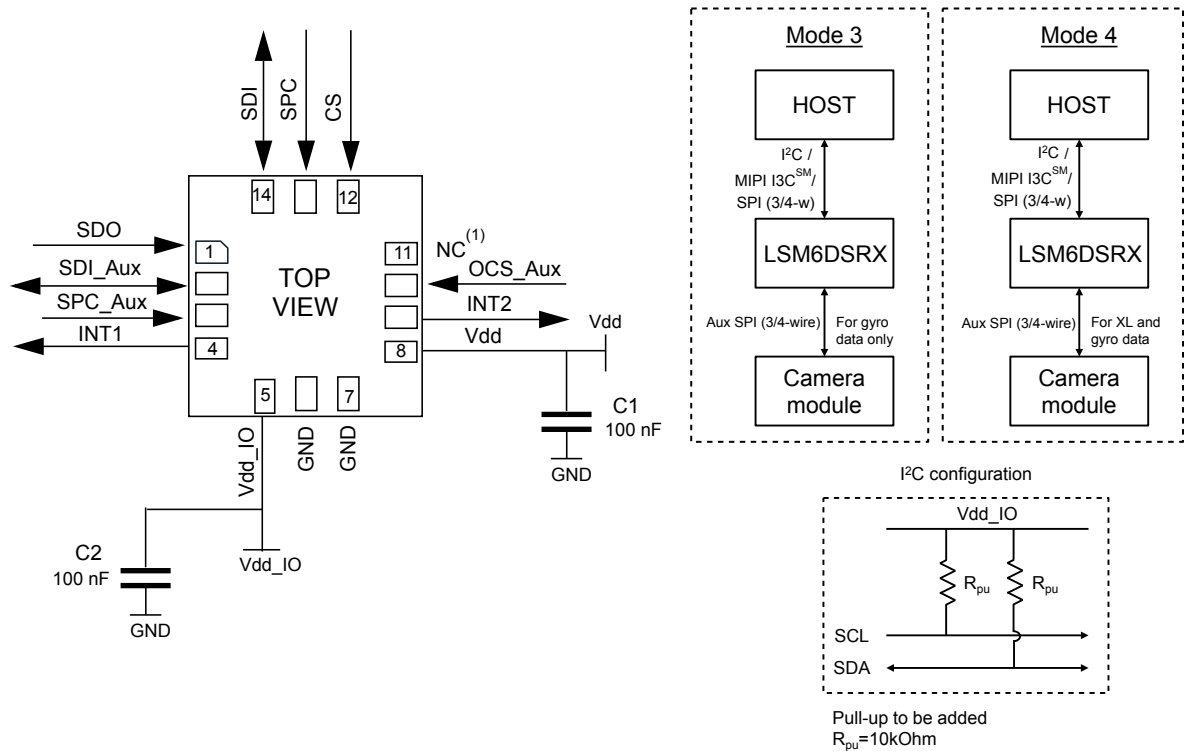 SDI
SPC
CS
14
12
SDO
1
SDI_Aux
SPC_Aux
INT1
4
TOP
VIEW
11
NC(1)
OCS_Aux
INT2
Vdd
8
Vdd
5
7
Vdd_IO
GND
GND
C1
100 nF
GND
C2
100 nF
GND
Vdd_IO
Mode 3
HOST
I²C /
MIPI I3C SM/
SPI (3/4-w)
LSM6DSRX
Aux SPI (3/4-wire)
For gyro
data only
Camera
module
Mode 4
HOST
I²C /
MIPI I3C SM/
SPI (3/4-w)
LSM6DSRX
Aux SPI (3/4-wire)
For XL and
gyro data
Camera
module
I²C configuration
Vdd_IO
Rpu
Rpu
SCL
SDA
Pull-up to be added
Rpu=10kOhm